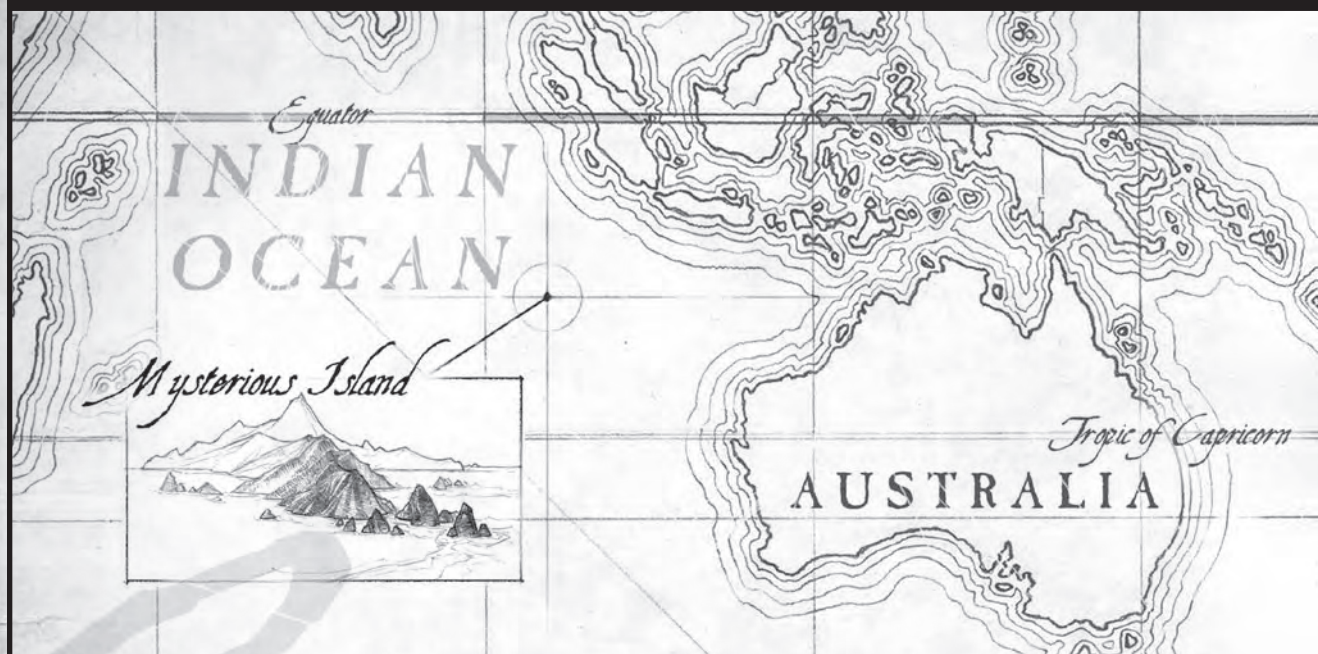 Equator
INDIAN
OCEAN
Mysterious Island
Tropic of Capricorn
AUSTRALIA